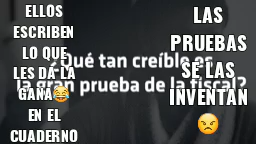 ELLOS
ESCRIBEN
LO QUE
LES DA LA
GANA😂
EN EL
CUADERNO
¿Qué tan creíble es
la gran prueba de la fiscal?
LAS
PRUEBAS
SE LAS
INVENTAN
😠